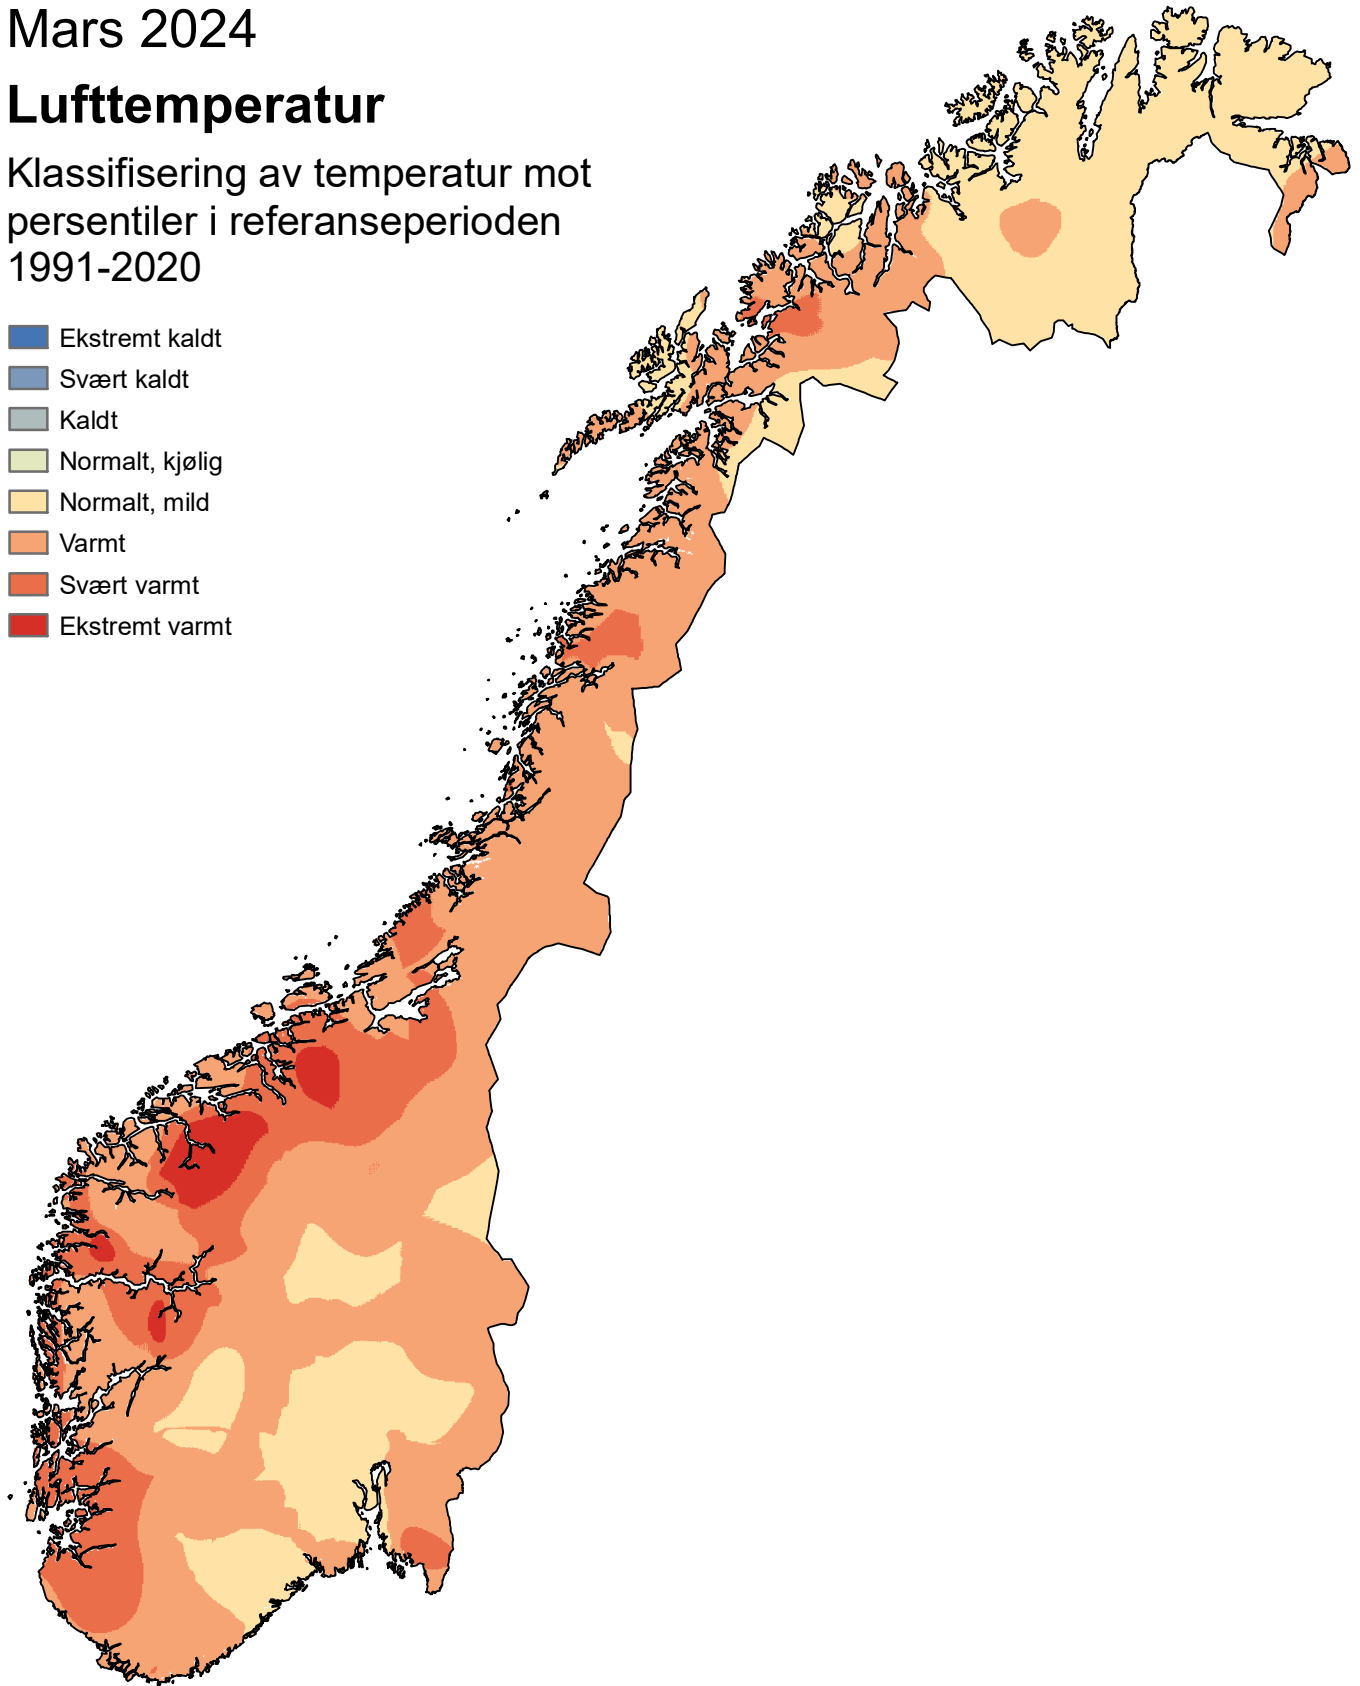 Mars 2024
Lufttemperatur
Klassifisering av temperatur mot
persentiler i referanseperioden
1991-2020
Ekstremt kaldt
Svært kaldt
Kaldt
Normalt, kjølig
Normalt, mild
Varmt
Svært varmt
Ekstremt varmt